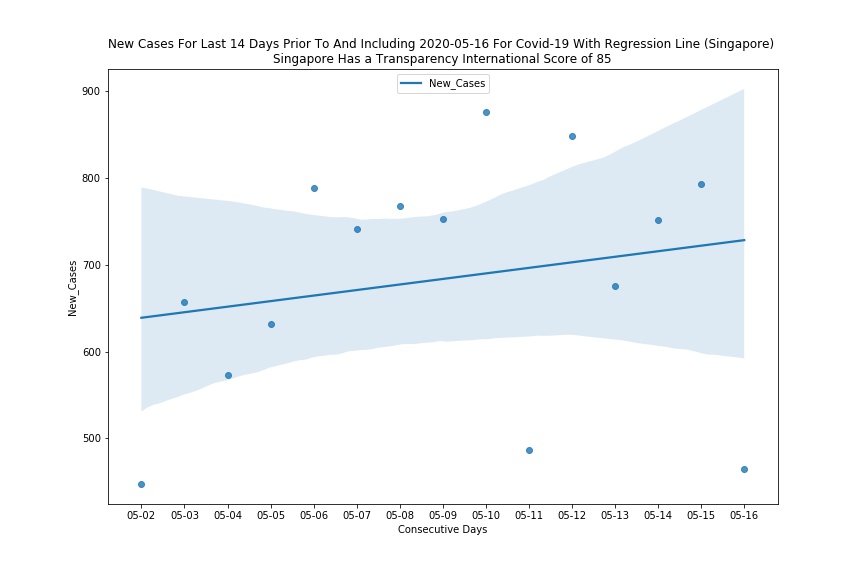 New Cases For Last 14 Days Prior To And Including 2020-05-16 For Covid-19 With Regression Line (Singapore)
Singapore Has a Transparency International Score of 85
New_Cases
900
800
700
600
500
New_Cases
05-02 05-03 05-04 05-05 05-06 05-07 05-08 05-09 05-10 05-11 05-12 05-13 05-14 05-15 05-16
Consecutive Days